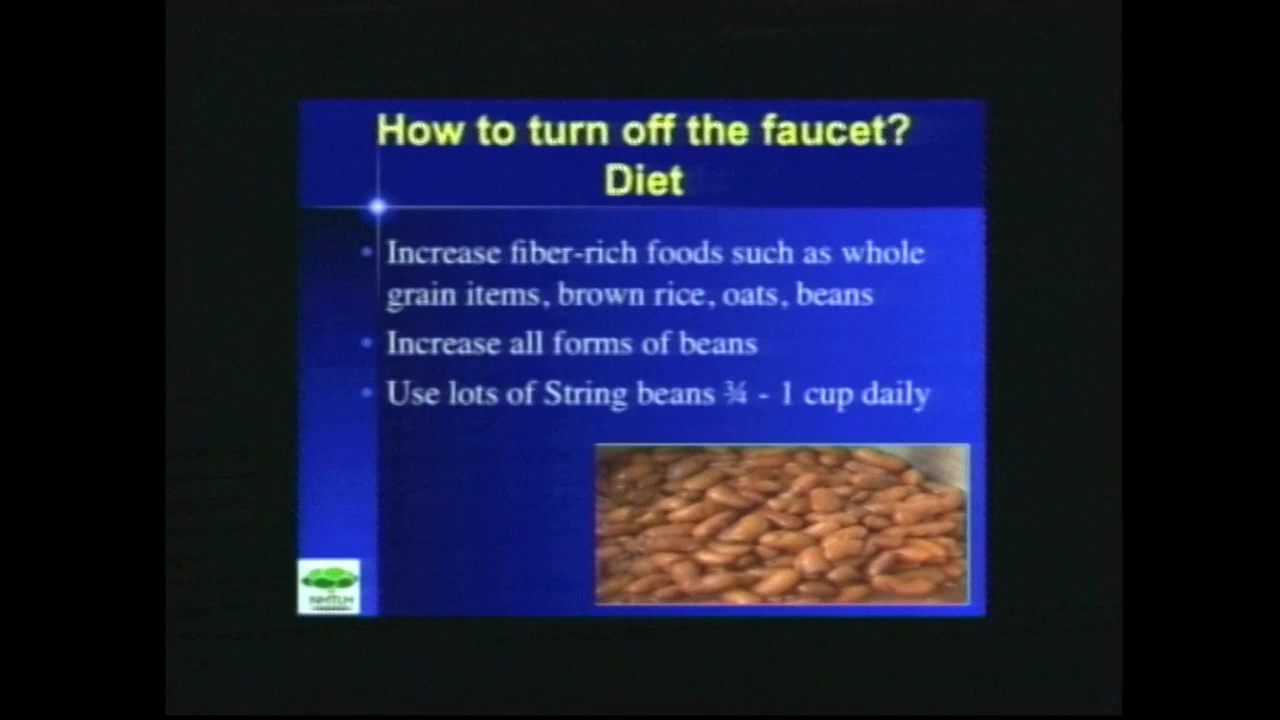 How to turn off the faucet?
Diet
• Increase fiber-rich foods such as whole
grain items, brown rice, oats, beans
• Increase all forms of beans
• Use lots of String beans ¾ - 1 cup daily